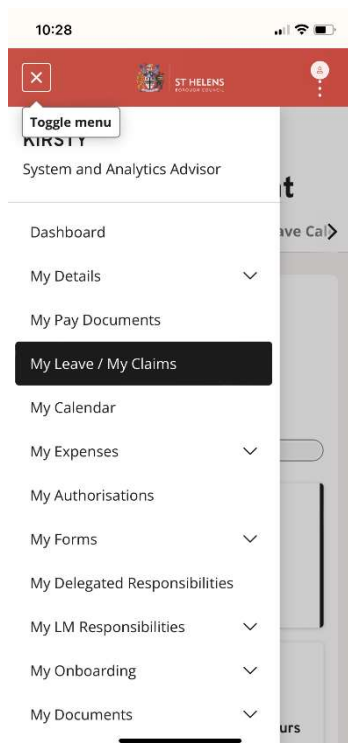 10:28
ST HELENS
BOROUGH COUNCIL
Toggle menu
KIRSTY
System and Analytics Advisor
t
ave Cal
Dashboard
My Details
My Pay Documents
My Leave / My Claims
My Calendar
My Expenses
My Authorisations
My Forms
My Delegated Responsibilities
My LM Responsibilities
My Onboarding
My Documents
urs